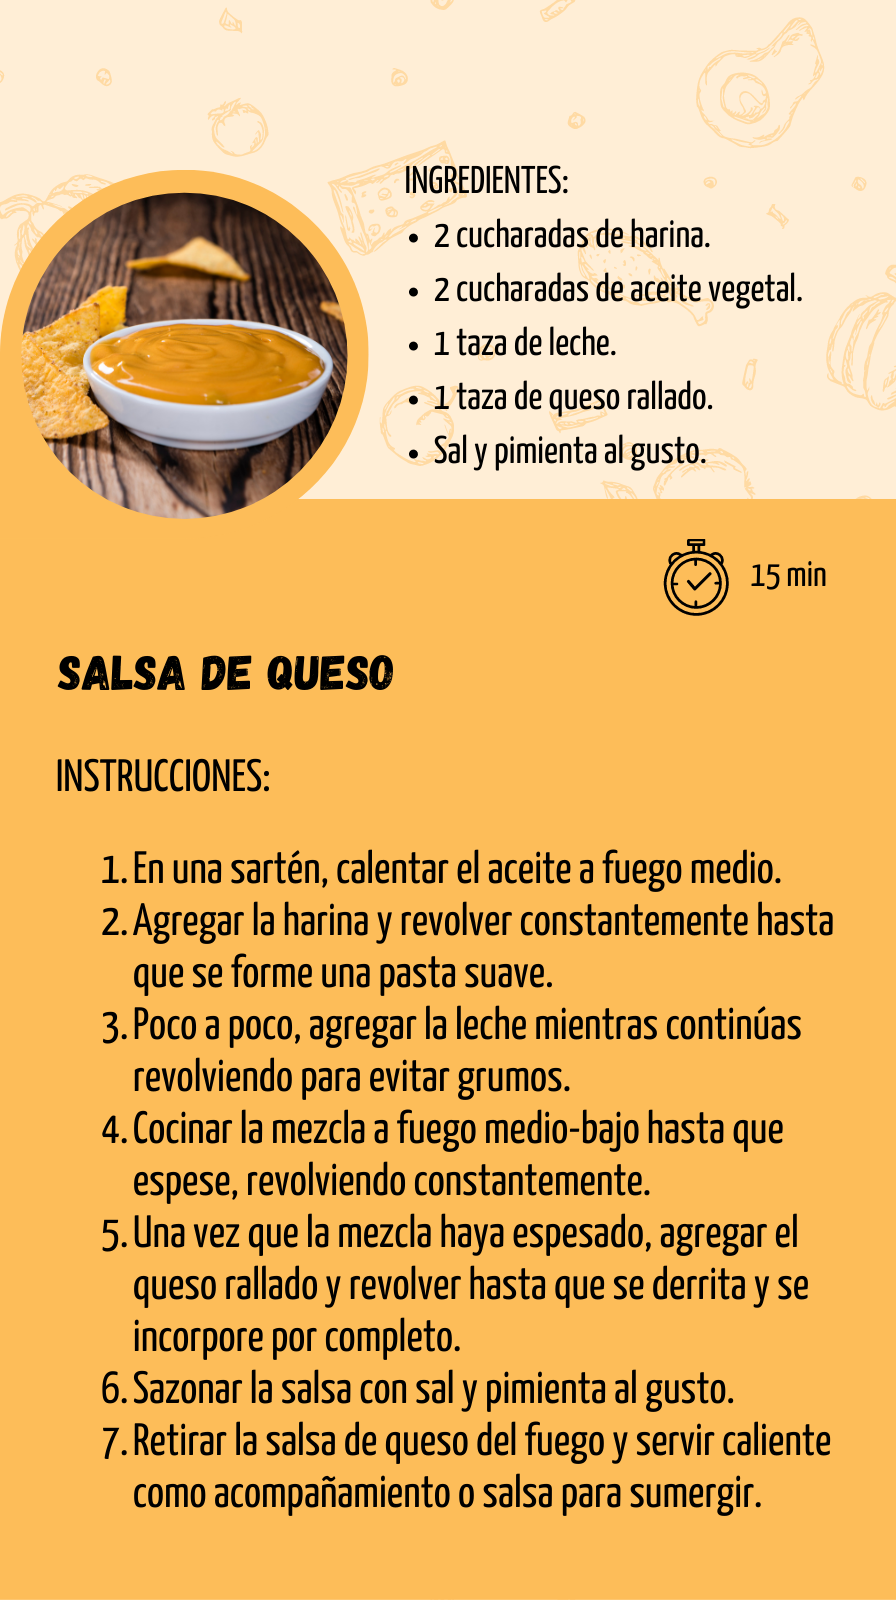 INGREDIENTES:
• 2 cucharadas de harina.
• 2 cucharadas de aceite vegetal.
• 1 taza de leche.
• 1 taza de queso rallado.
• Sal y pimienta al gusto.
15 min
SALSA DE QUESO
INSTRUCCIONES:
1. En una sartén, calentar el aceite a fuego medio.
2. Agregar la harina y revolver constantemente hasta
que se forme una pasta suave.
3. Poco a poco, agregar la leche mientras continúas
revolviendo para evitar grumos.
4. Cocinar la mezcla a fuego medio-bajo hasta que
espese, revolviendo constantemente.
5. Una vez que la mezcla haya espesado, agregar el
queso rallado y revolver hasta que se derrita y se
incorpore por completo.
6. Sazonar la salsa con sal y pimienta al gusto.
7. Retirar la salsa de queso del fuego y servir caliente
como acompañamiento o salsa para sumergir.